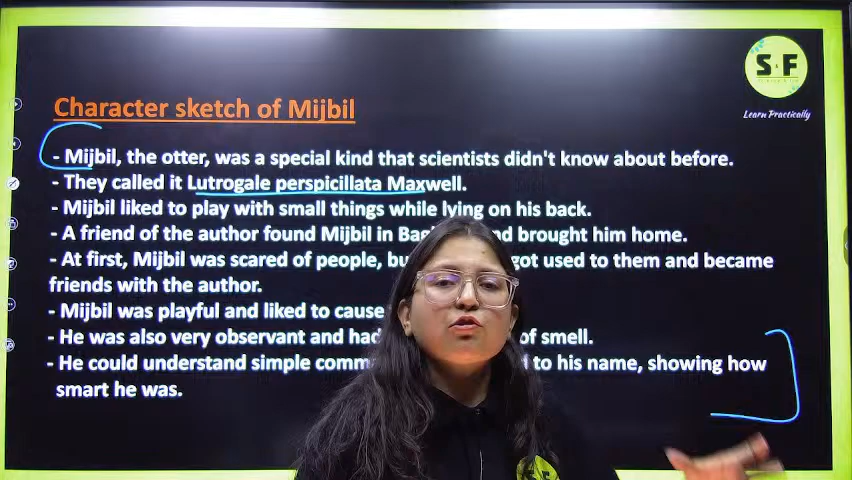 S&F
Learn Practically
Character sketch of Mijbil
- Mijbil, the otter, was a special kind that scientists didn't know about before.
- They called it Lutrogale perspicillata Maxwell.
- Mijbil liked to play with small things while lying on his back.
- A friend of the author found Mijbil in nd brought him home.
- At first, Mijbil was scared of people, got used to them and became
friends with the author.
- Mijbil was playful and liked to cause
- He was also very observant and had of smell.
- He could understand simple to his name, showing how
smart he was.
S F